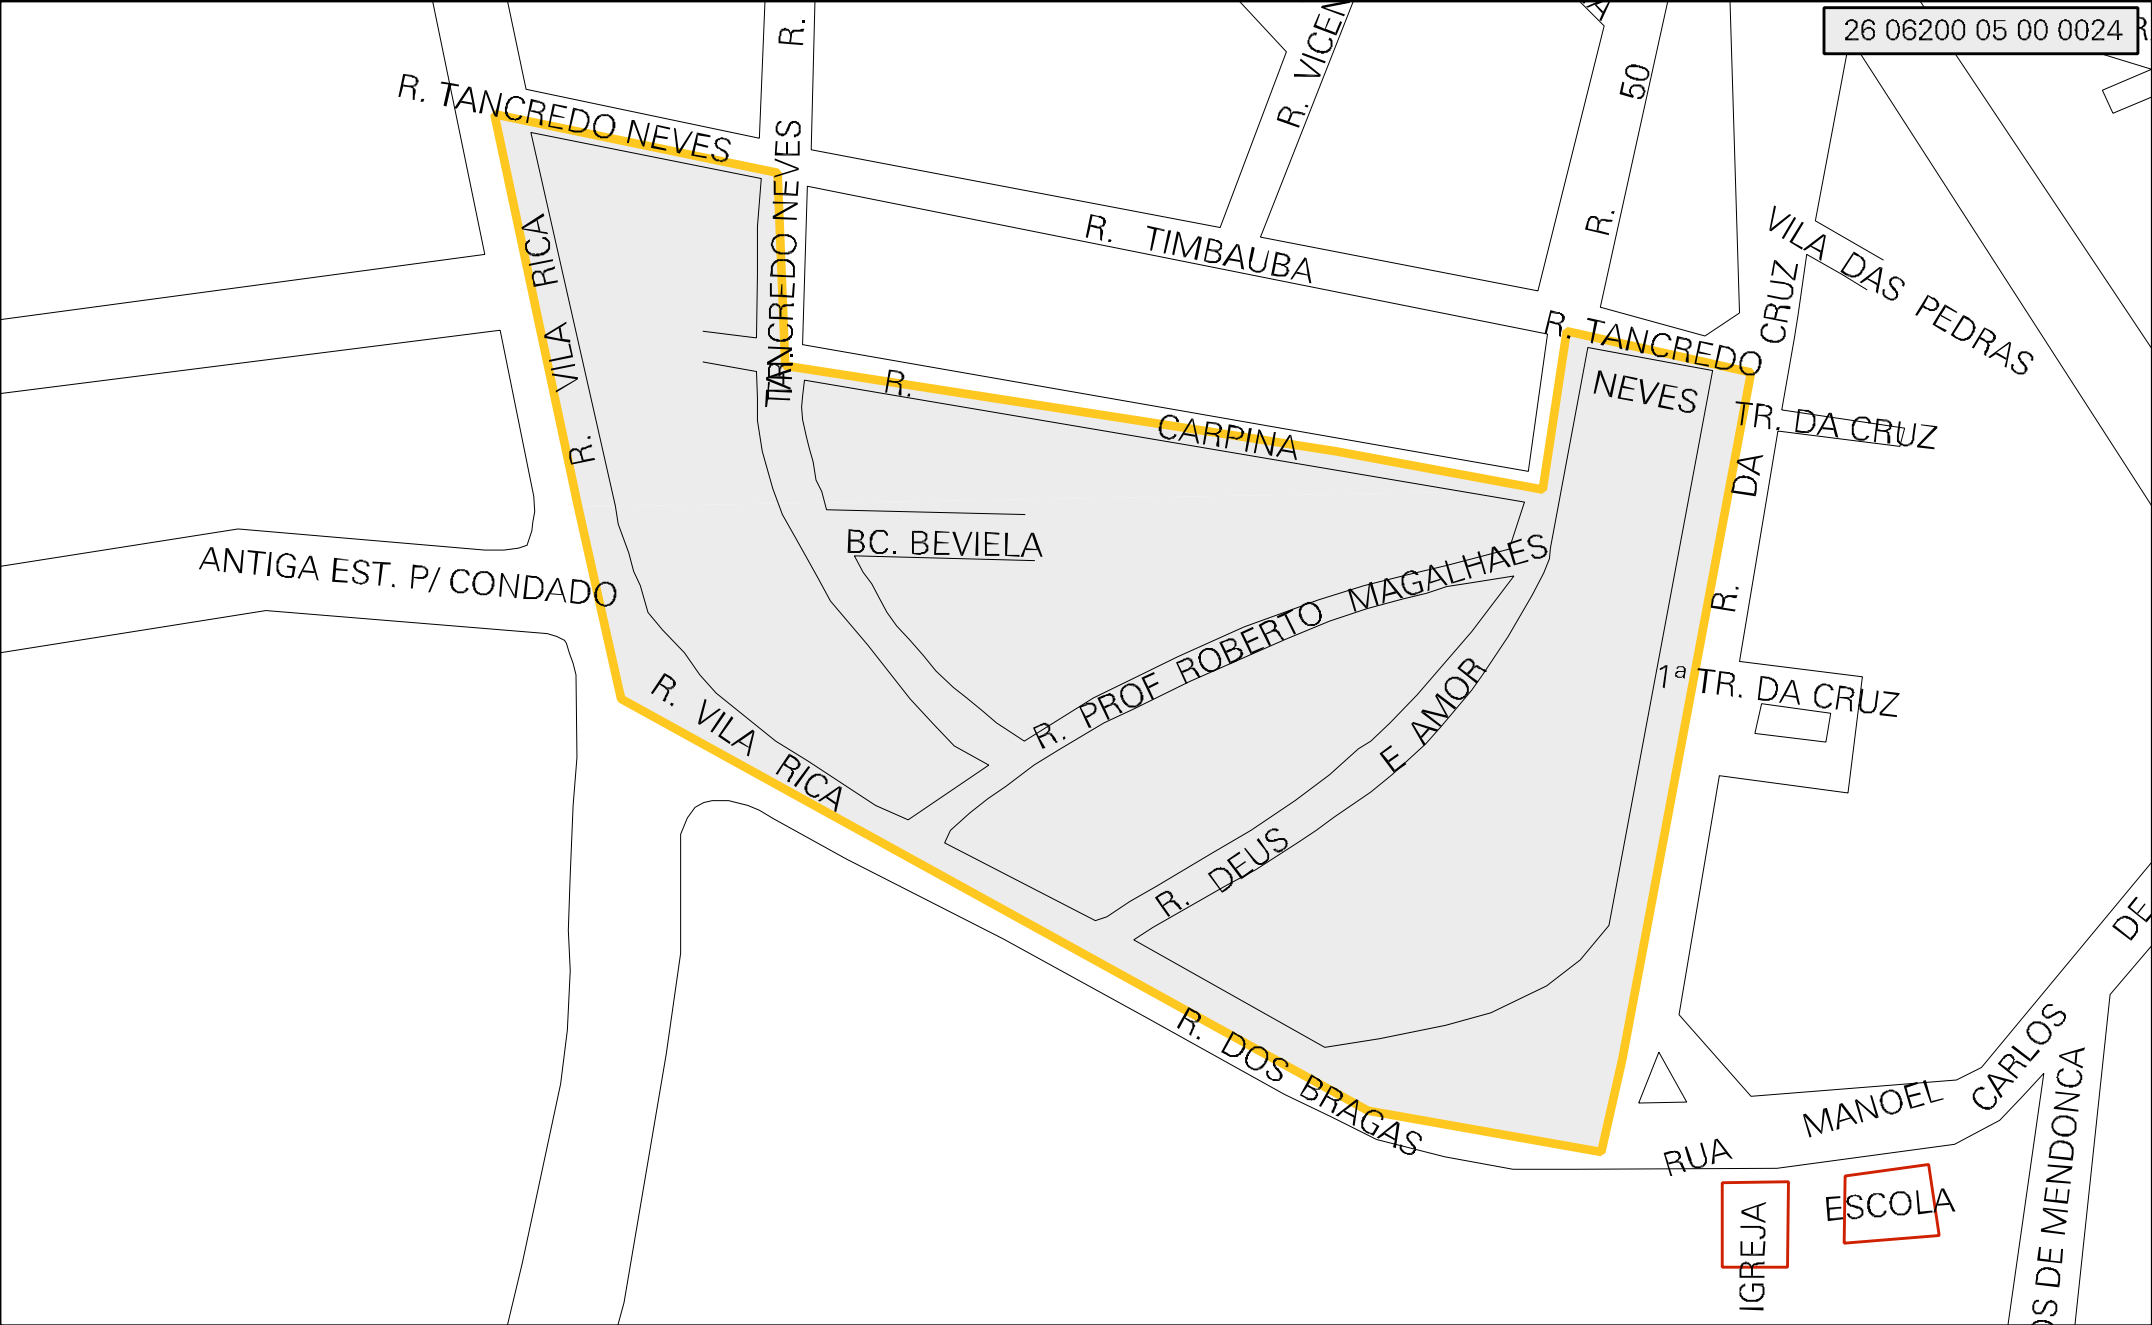 26 06200 05 00 0024
R.
R. VICEN
50
R.
R. TANCREDO NEVES
TANCREDO NEVES
R.
R. TIMBAUBA
R. VILA RICA
R. CARPINA
R. TANCREDO
NEVES
VILA DAS PEDRAS
R. DA CRUZ
TR. DA CRUZ
BC. BEVIELA
ANTIGA EST. P/ CONDADO
R. PROF ROBERTO MAGALHAES
R. DEUS E AMOR
1ª TR. DA CRUZ
R. VILA RICA
R. DOS BRAGAS
RUA MANOEL CARLOS DE
OS DE MENDONCA
IGREJA
ESCOLA